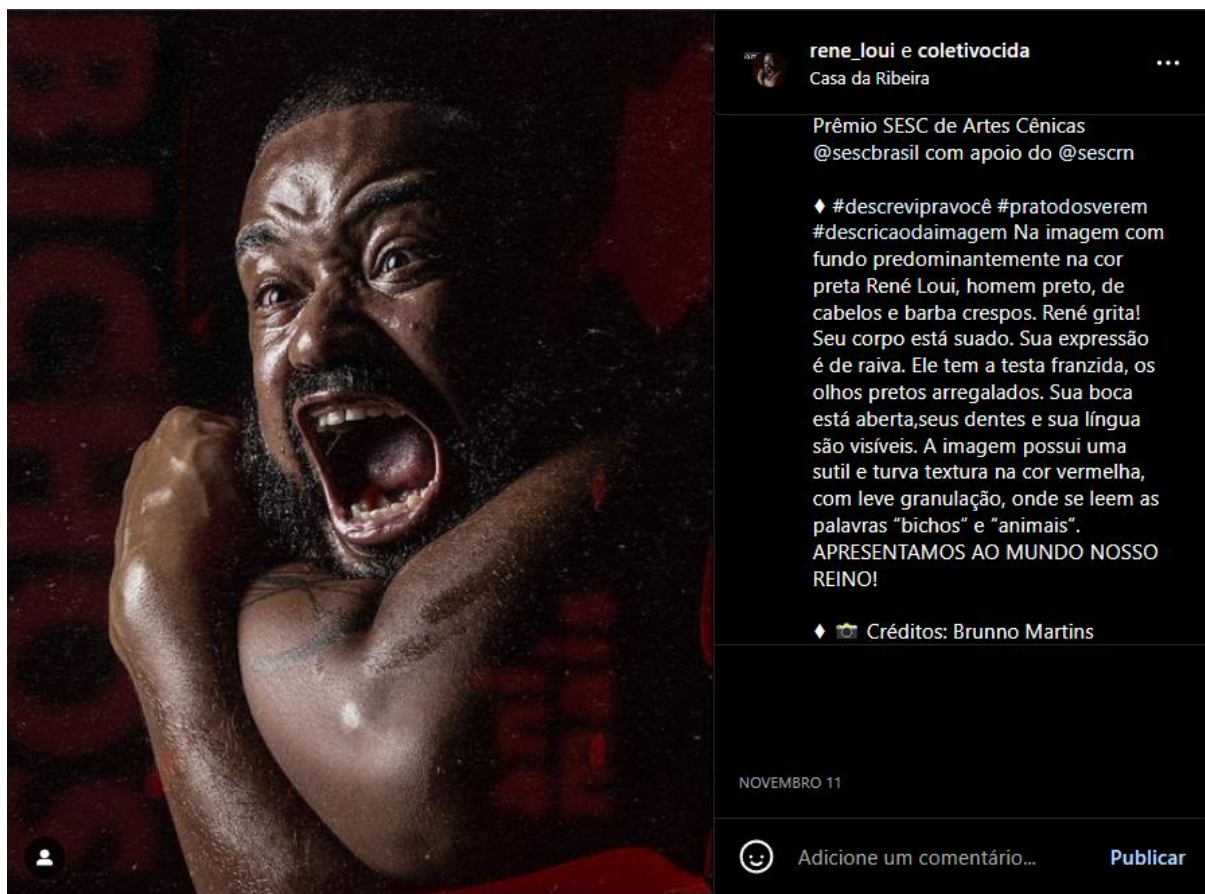 rene_loui e coletivocida
Casa da Ribeira
Prêmio SESC de Artes Cênicas
@sescbrasil com apoio do @sescrn
♦ #descrevipravocê #pratodosverem
#descricaodaimagem Na imagem com
fundo predominantemente na cor
preta René Loui, homem preto, de
cabelos e barba crespos. René grita!
Seu corpo está suado. Sua expressão
é de raiva. Ele tem a testa franzida, os
olhos pretos arregalados. Sua boca
está aberta,seus dentes e sua língua
são visíveis. A imagem possui uma
sutil e turva textura na cor vermelha,
com leve granulação, onde se leem as
palavras “bichos” e “animais”.
APRESENTAMOS AO MUNDO NOSSO
REINO!
♦ 📷 Créditos: Brunno Martins
NOVEMBRO 11
Adicione um comentário...
Publicar